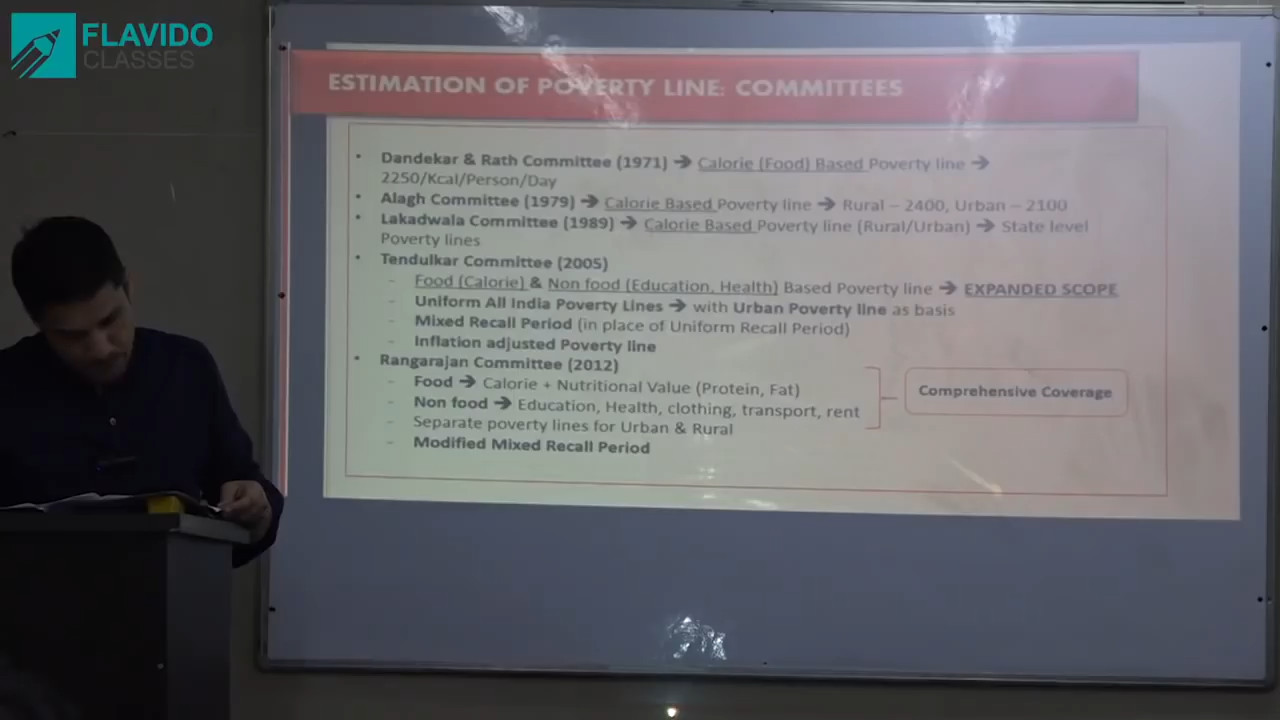 FLAVIDO
CLASSES
ESTIMATION OF POVERTY LINE: COMMITTEES
• Dandekar & Rath Committee (1971) ➔ Calorie (Food) Based Poverty line ➔
2250/Kcal/Person/Day
• Alagh Committee (1979) ➔ Calorie Based Poverty line ➔ Rural – 2400, Urban – 2100
• Lakadwala Committee (1989) ➔ Calorie Based Poverty line (Rural/Urban) ➔ State level
Poverty lines
• Tendulkar Committee (2005)
- Food (Calorie) & Non food (Education, Health) Based Poverty line ➔ EXPANDED SCOPE
- Uniform All India Poverty Lines ➔ with Urban Poverty line as basis
- Mixed Recall Period (in place of Uniform Recall Period)
- Inflation adjusted Poverty line
• Rangarajan Committee (2012)
- Food ➔ Calorie + Nutritional Value (Protein, Fat)
- Non food ➔ Education, Health, clothing, transport, rent
- Separate poverty lines for Urban & Rural
- Modified Mixed Recall Period
Comprehensive Coverage